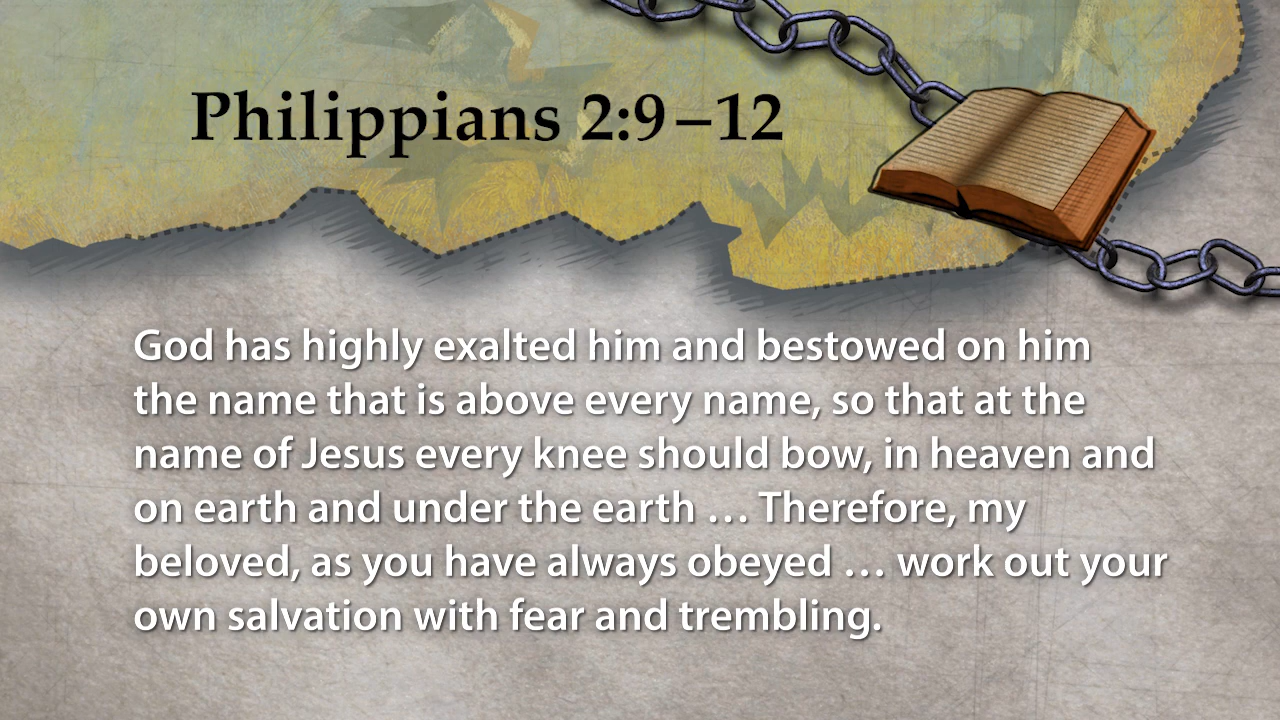 Philippians 2:9–12
God has highly exalted him and bestowed on him
the name that is above every name, so that at the
name of Jesus every knee should bow, in heaven and
on earth and under the earth … Therefore, my
beloved, as you have always obeyed … work out your
own salvation with fear and trembling.